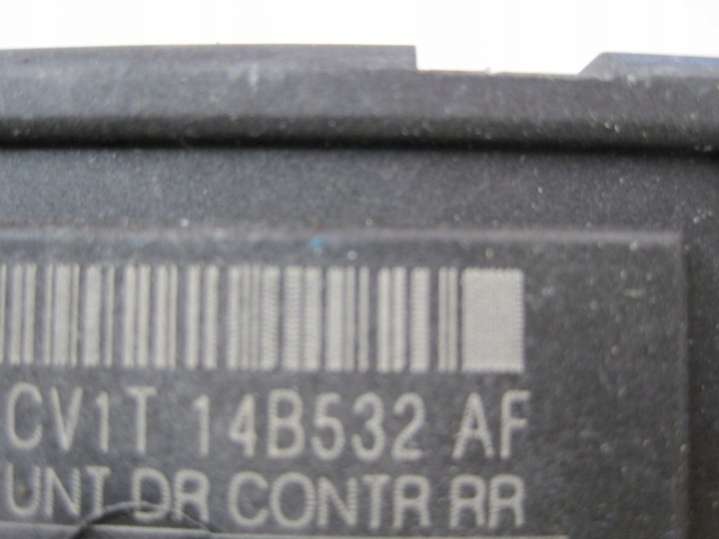 CV1T 14B532 AF
UNT DR CONTR RR